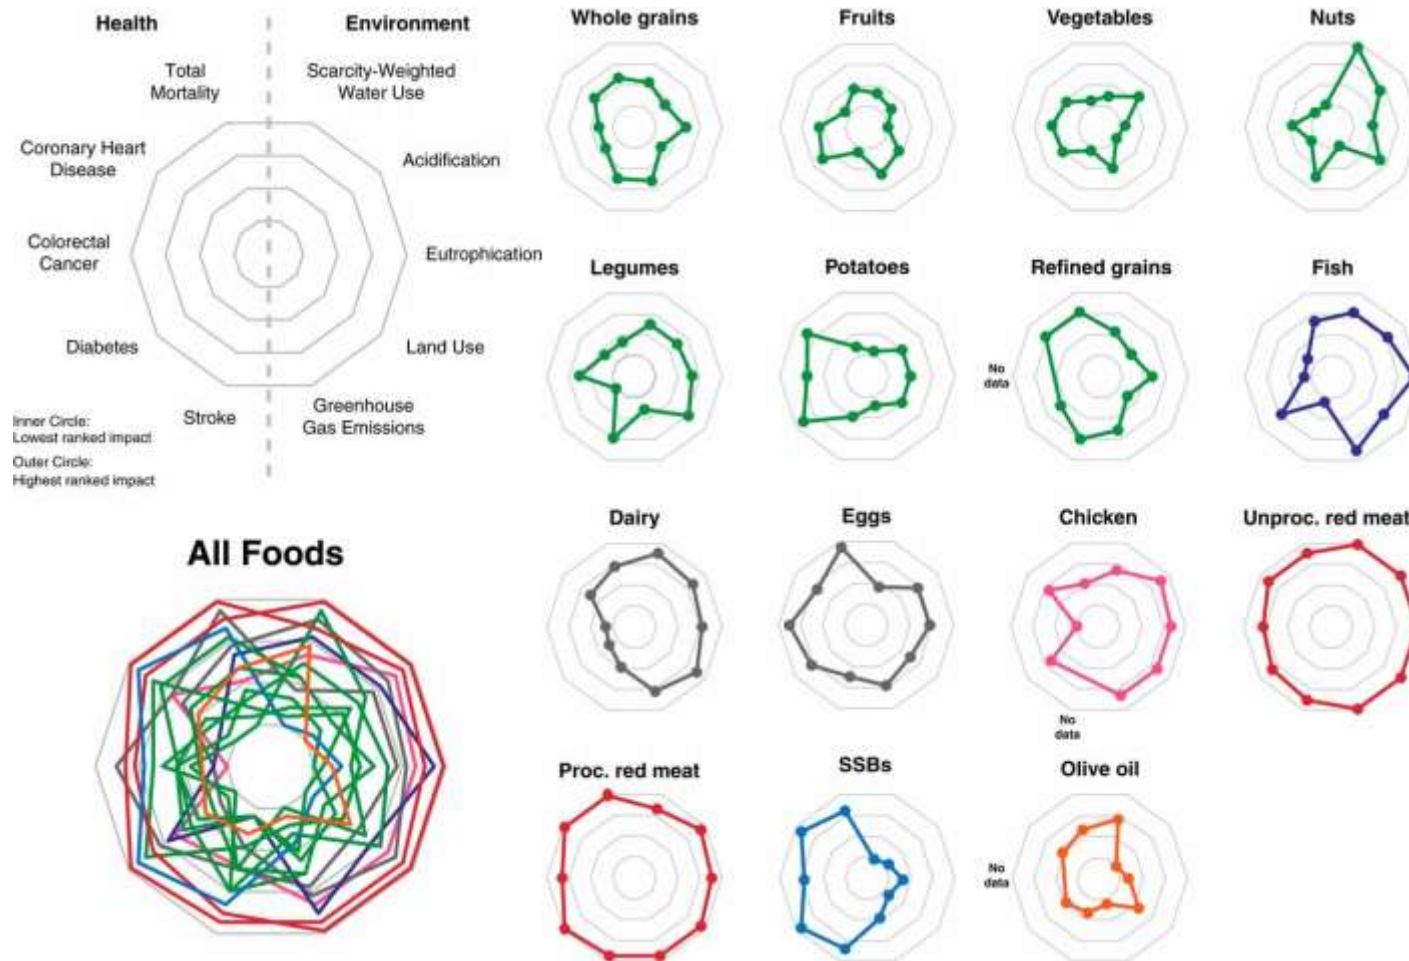 Health
Environment
Total
Mortality
Scarcity-Weighted
Water Use
Coronary Heart
Disease
Acidification
Colorectal
Cancer
Eutrophication
Diabetes
Land Use
Stroke
Greenhouse
Gas Emissions
Inner Circle:
Lowest ranked impact
Outer Circle:
Highest ranked impact
All Foods
Whole grains
Fruits
Vegetables
Nuts
Legumes
Potatoes
Refined grains
No
data
Fish
Dairy
Eggs
Chicken
No
data
Unproc. red meat
Proc. red meat
SSBs
Olive oil
No
data